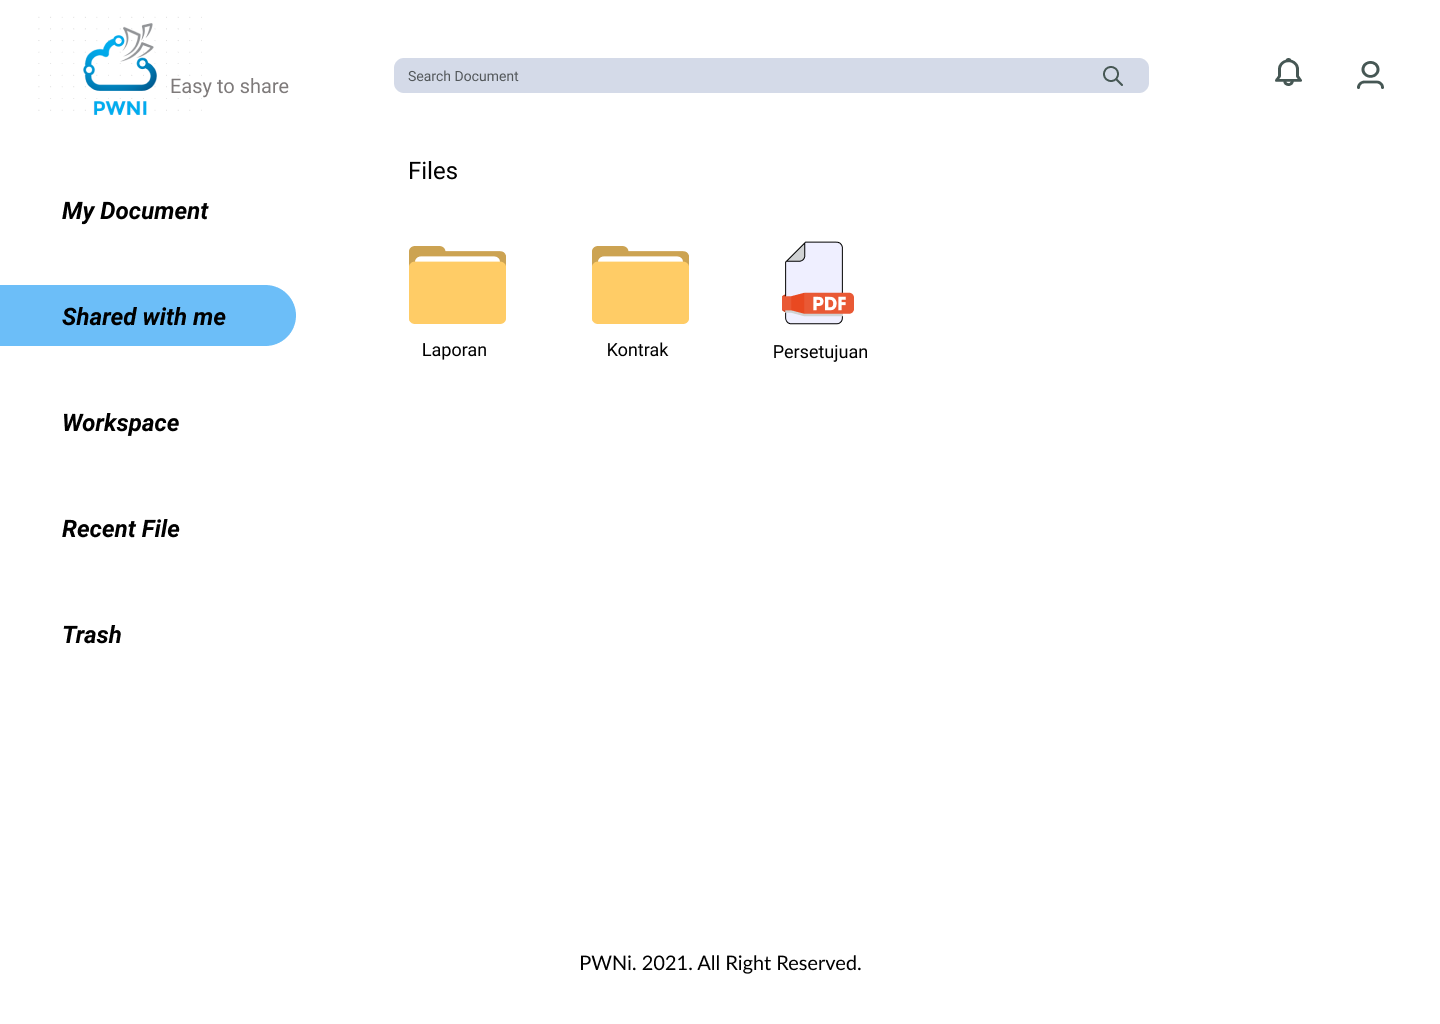 PWNI
Easy to share
Search Document
Files
My Document
Shared with me
Workspace
Recent File
Trash
PDF
Laporan
Kontrak
Persetujuan
PWNi. 2021. All Right Reserved.